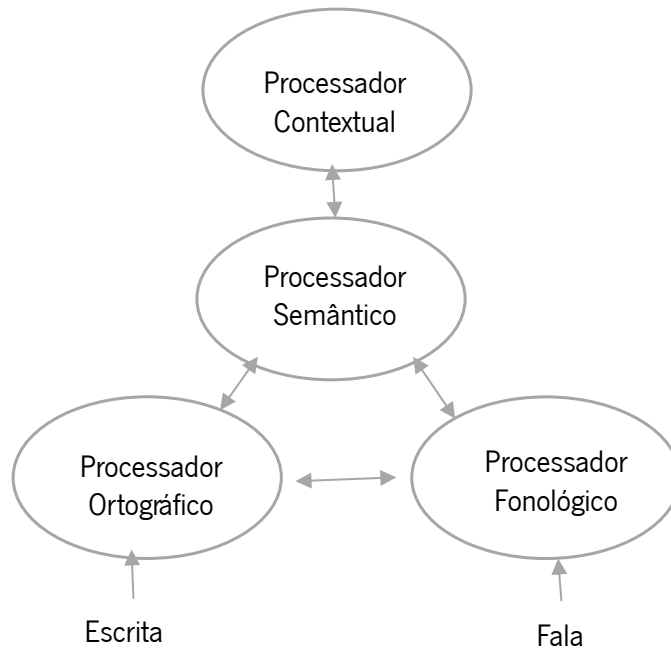 Processador
Contextual
Processador
Semântico
Processador
Ortográfico
Processador
Fonológico
Escrita
Fala